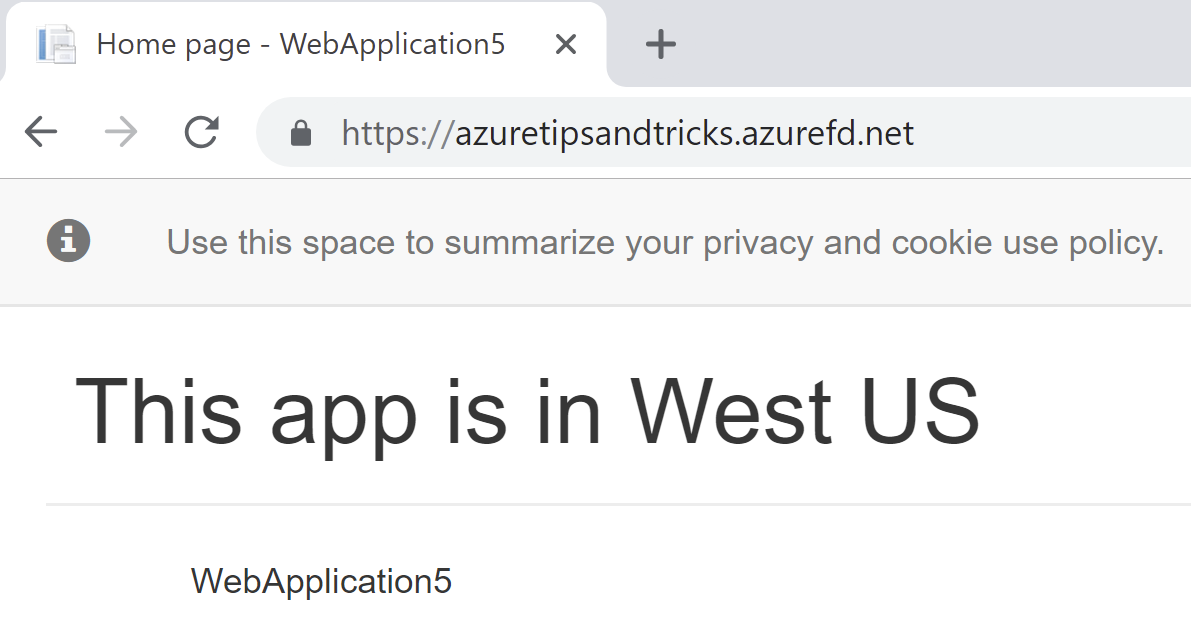 Home page - WebApplication5
https://azuretipsandtricks.azurefd.net
Use this space to summarize your privacy and cookie use policy.
This app is in West US
WebApplication5